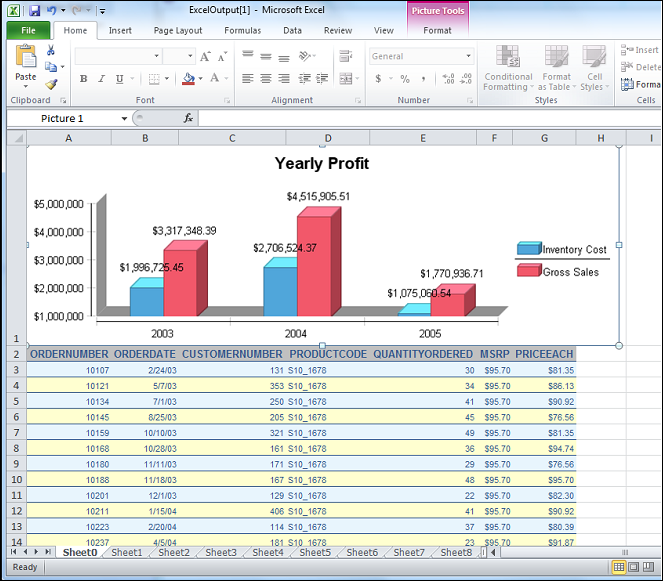 ExcelOutput[1] - Microsoft Excel
Picture Tools
File Home Insert Page Layout Formulas Data Review View Format
Paste
Clipboard
B I U
A A
Font
Alignment
General
$ % ,
Number
Conditional Formatting
Format as Table
Cell Styles
Styles
Insert
Delete
Forma
Cells
Picture 1 fx
A B C D E F G H I
1
Yearly Profit
$5,000,000
$4,000,000
$3,000,000
$2,000,000
$1,000,000
$1,996,725.45
$3,317,348.39
$2,706,524.37
$4,515,905.51
$1,075,060.54
$1,770,936.71
2003 2004 2005
Inventory Cost
Gross Sales
2 ORDERNUMBER ORDERDATE CUSTOMERNUMBER PRODUCTCODE QUANTITYORDERED MSRP PRICEEACH
3 10107 2/24/03 131 S10_1678 30 $95.70 $81.35
4 10121 5/7/03 353 S10_1678 34 $95.70 $86.13
5 10134 7/1/03 250 S10_1678 41 $95.70 $90.92
6 10145 8/25/03 205 S10_1678 45 $95.70 $76.56
7 10159 10/10/03 321 S10_1678 49 $95.70 $81.35
8 10168 10/28/03 161 S10_1678 36 $95.70 $94.74
9 10180 11/11/03 171 S10_1678 29 $95.70 $76.56
10 10188 11/18/03 167 S10_1678 48 $95.70 $95.70
11 10201 12/1/03 129 S10_1678 22 $95.70 $82.30
12 10211 1/15/04 406 S10_1678 41 $95.70 $90.92
13 10223 2/20/04 114 S10_1678 37 $95.70 $80.39
14 10237 4/5/04 181 S10_1678 23 $95.70 $91.87
Sheet0 Sheet1 Sheet2 Sheet3 Sheet4 Sheet5 Sheet6 Sheet7 Sheet8
Ready